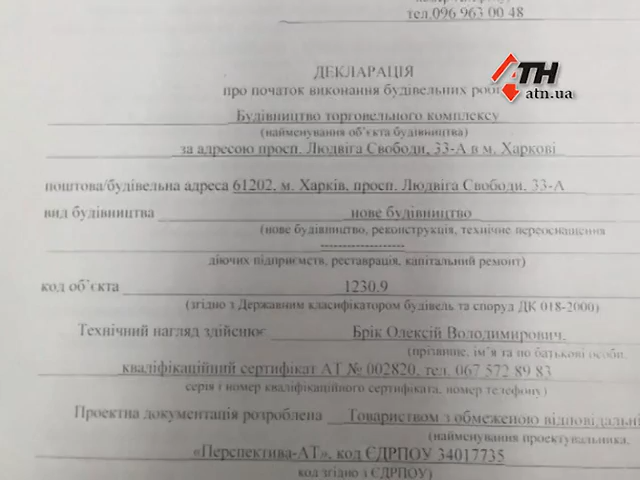 тел.096 963 00 48
ДЕКЛАРАЦІЯ
про початок виконання будівельних
АТН
atn.ua
Будівництво торговельного комплексу
(найменування об'єкта будівництва)
за адресою просп. Людвіга Свободи, 33-А в м. Харкові
поштова/будівельна адреса 61202, м. Харків, просп. Людвіга Свободи, 33-А
вид будівництва нове будівництво
(нове будівництво, реконструкція, технічне переоснащення
--------------------
діючих підприємств, реставрація, капітальний ремонт)
код об'єкта 1230.9
(згідно з Державним класифікатором будівель та споруд ДК 018-2000)
Технічний нагляд здійснює Брік Олексій Володимирович,
(прізвище, ім'я та по батькові особи,
кваліфікаційний сертифікат АТ № 002820, тел. 067 572 89 83
серія і номер кваліфікаційного сертифіката, номер телефону)
Проектна документація розроблена Товариством з обмеженою відповідальні
(найменування проектувальника,
«Перспектива-АТ», код ЄДРПОУ 34017735
код згідно з ЄДРПОУ)